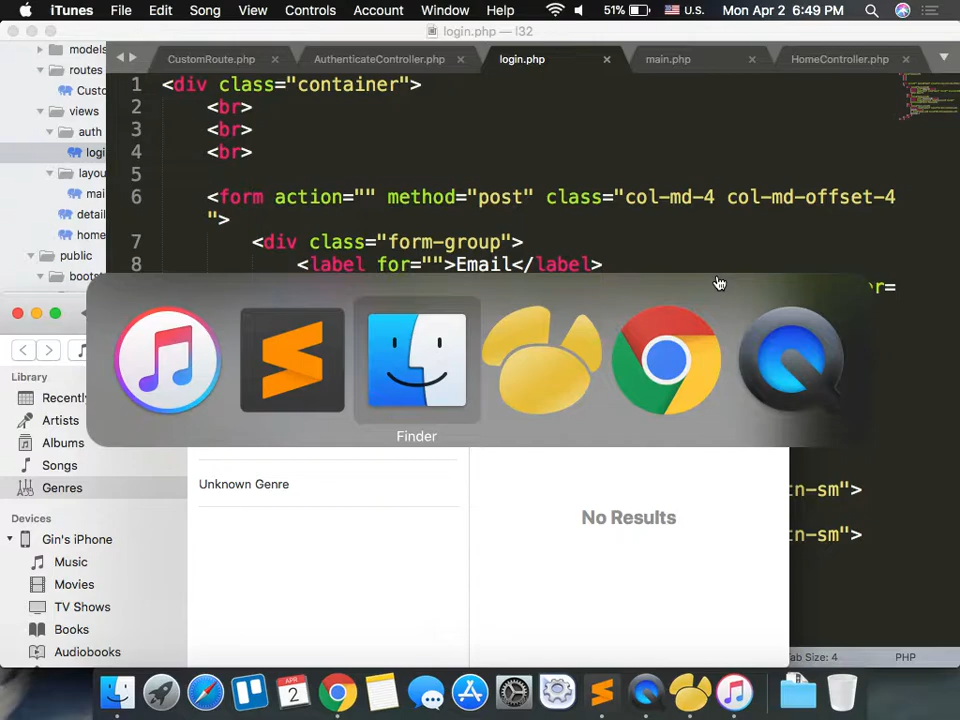 iTunes File Edit Song View Controls Account Window Help 51% U.S. Mon Apr 2 6:49 PM
login.php — l32
models
routes
Custo
views
auth
login
layou
mai
detail
home
public
bootst
CustomRoute.php AuthenticateController.php login.php main.php HomeController.php
1 <div class="container">
2 <br>
3 <br>
4 <br>
5
6 <form action="" method="post" class="col-md-4 col-md-offset-4
">
7 <div class="form-group">
8 <label for="">Email</label>
er=
Finder
Library
Recently
Artists
Albums
Songs
Genres
Devices
Gin's iPhone
Music
Movies
TV Shows
Books
Audiobooks
Unknown Genre
No Results
tn-sm">
tn-sm">
Tab Size: 4 PHP
APR
2